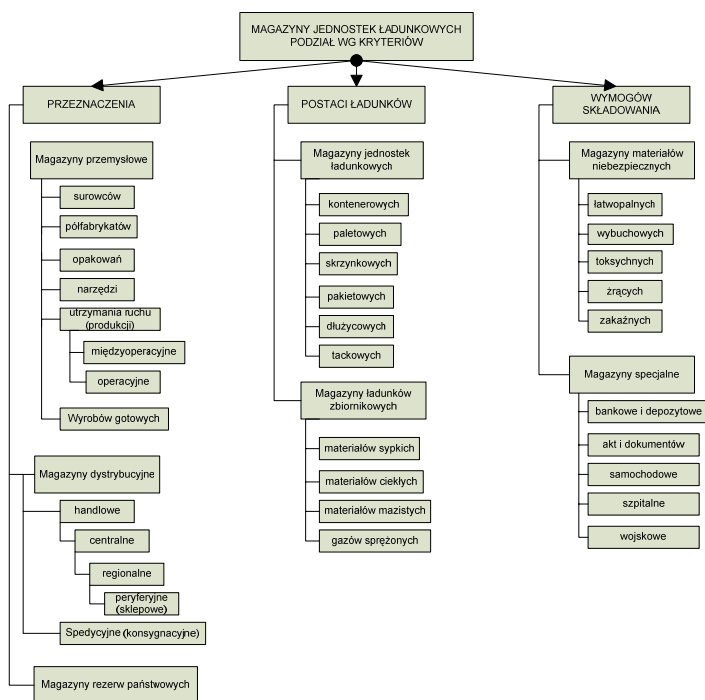 MAGAZYNY JEDNOSTEK ŁADUNKOWYCH
PODZIAŁ WG KRYTERIÓW
PRZEZNACZENIA
Magazyny przemysłowe
surowców
półfabrykatów
opakowań
narzędzi
utrzymania ruchu
(produkcji)
międzyoperacyjne
operacyjne
Wyrobów gotowych
Magazyny dystrybucyjne
handlowe
centralne
regionalne
peryferyjne
(sklepowe)
Spedycyjne (konsygnacyjne)
Magazyny rezerw państwowych
POSTACI ŁADUNKÓW
Magazyny jednostek
ładunkowych
kontenerowych
paletowych
skrzynkowych
pakietowych
dłużycowych
tackowych
Magazyny ładunków
zbiornikowych
materiałów sypkich
materiałów ciekłych
materiałów mazistych
gazów sprężonych
WYMOGÓW
SKŁADOWANIA
Magazyny materiałów
niebezpiecznych
łatwopalnych
wybuchowych
toksycznych
żrących
zakaźnych
Magazyny specjalne
bankowe i depozytowe
akt i dokumentów
samochodowe
szpitalne
wojskowe